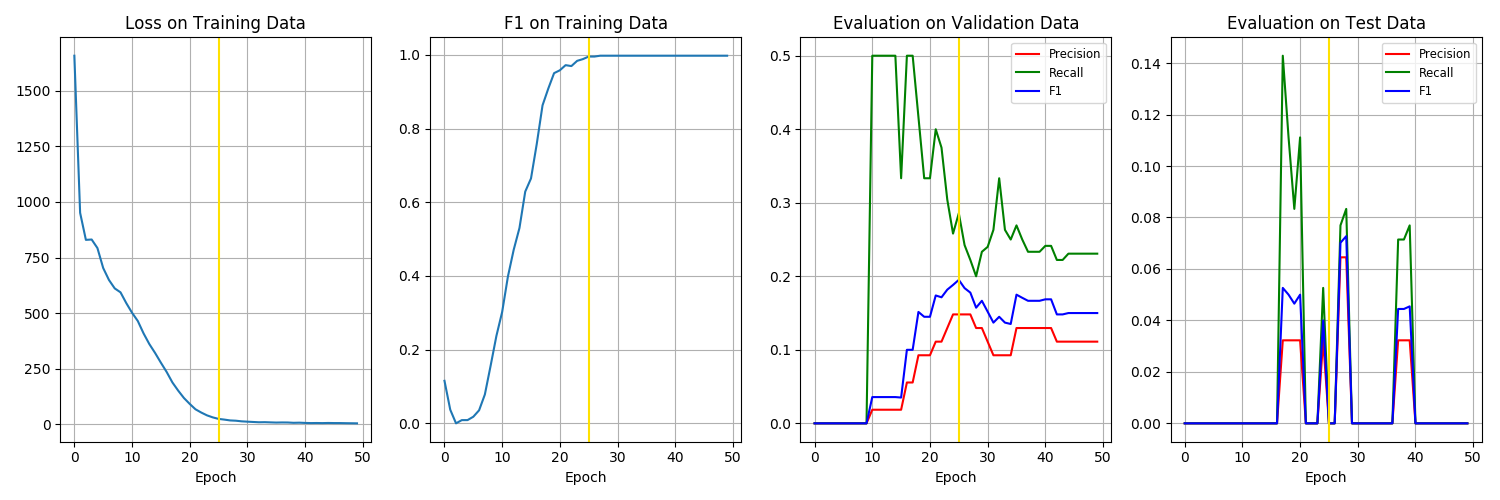 Loss on Training Data
1500
1250
1000
750
500
250
0
0 10 20 30 40 50
Epoch
F1 on Training Data
1.0
0.8
0.6
0.4
0.2
0.0
0 10 20 30 40 50
Epoch
Evaluation on Validation Data
Precision
Recall
F1
0.5
0.4
0.3
0.2
0.1
0.0
0 10 20 30 40 50
Epoch
Evaluation on Test Data
Precision
Recall
F1
0.14
0.12
0.10
0.08
0.06
0.04
0.02
0.00
0 10 20 30 40 50
Epoch